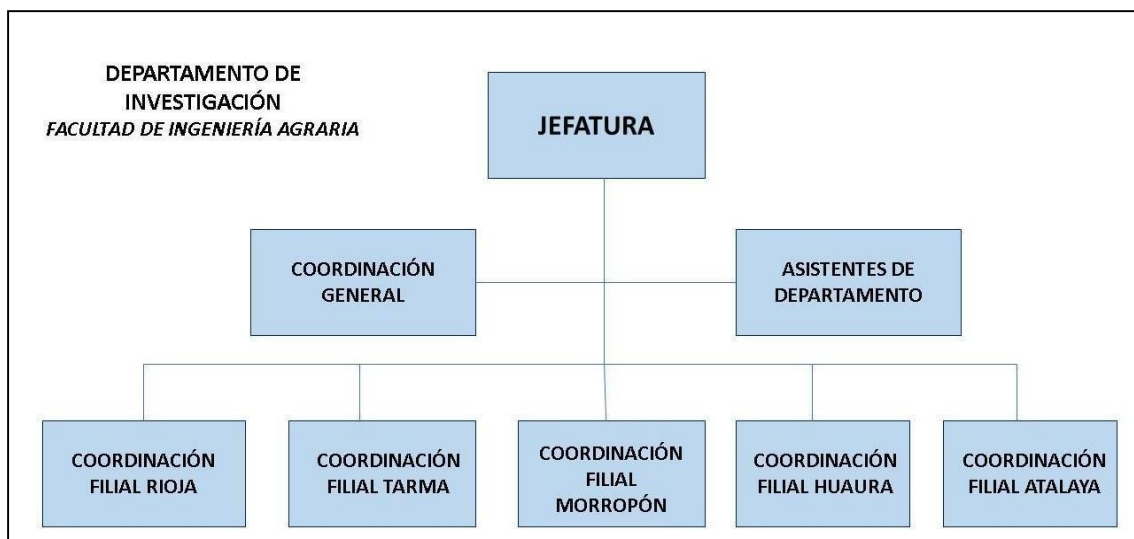 DEPARTAMENTO DE
INVESTIGACIÓN
FACULTAD DE INGENIERÍA AGRARIA
JEFATURA
COORDINACIÓN
GENERAL
ASISTENTES DE
DEPARTAMENTO
COORDINACIÓN
FILIAL RIOJA
COORDINACIÓN
FILIAL TARMA
COORDINACIÓN
FILIAL
MORROPÓN
COORDINACIÓN
FILIAL HUAURA
COORDINACIÓN
FILIAL ATALAYA